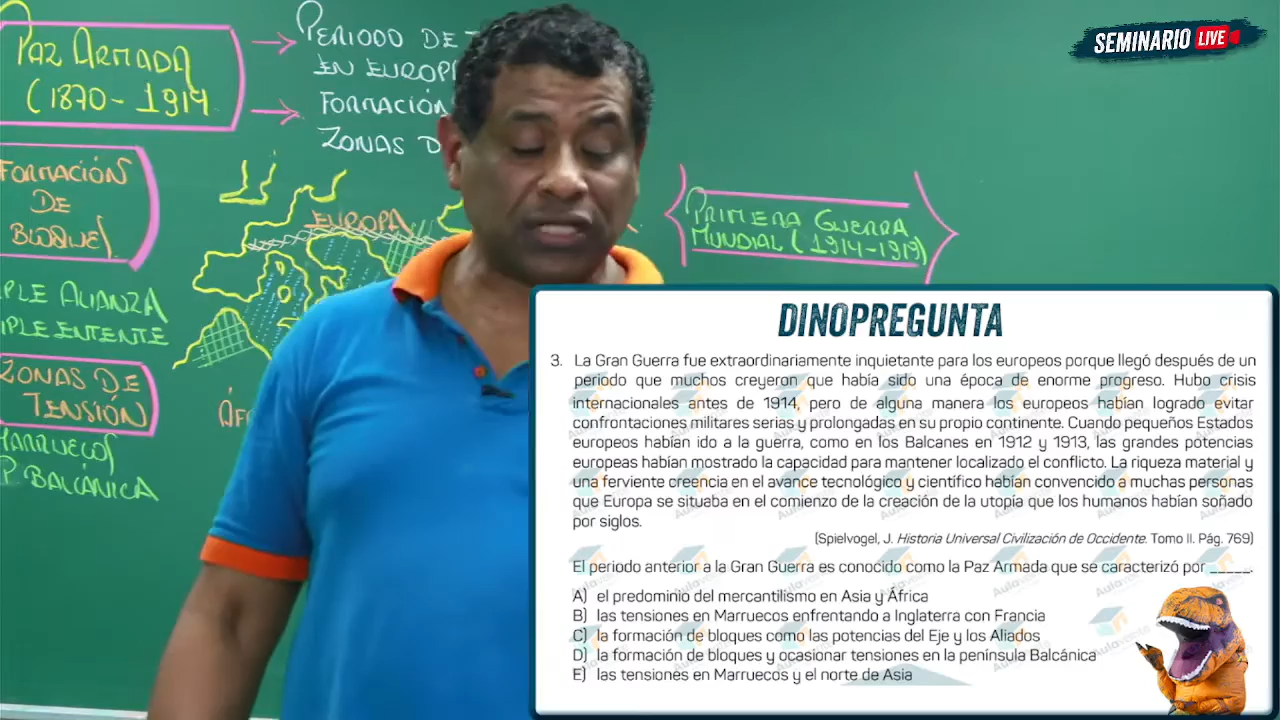 PAZ ARMADA
(1870-1914
PERIODO DE
EN EUROPA
FORMACIÓN
ZONAS D
FORMACIÓN
DE
BLOQUES
PLE ALIANZA
IPLE ENTENTE
ZONAS DE
TENSIÓN
MARRUECOS
P. BALCÁNICA
EUROPA
PRIMERA GUERRA
MUNDIAL (1914-1919)
SEMINARIO LIVE
DINOPREGUNTA
3. La Gran Guerra fue extraordinariamente inquietante para los europeos porque llegó después de un
periodo que muchos creyeron que había sido una época de enorme progreso. Hubo crisis
internacionales antes de 1914, pero de alguna manera los europeos habían logrado evitar
confrontaciones militares serias y prolongadas en su propio continente. Cuando pequeños Estados
europeos habían ido a la guerra, como en los Balcanes en 1912 y 1913, las grandes potencias
europeas habían mostrado la capacidad para mantener localizado el conflicto. La riqueza material y
una ferviente creencia en el avance tecnológico y científico habían convencido a muchas personas
que Europa se situaba en el comienzo de la creación de la utopía que los humanos habían soñado
por siglos.
(Spielvogel, J. Historia Universal Civilización de Occidente. Tomo II. Pág. 769)
El periodo anterior a la Gran Guerra es conocido como la Paz Armada que se caracterizó por _____.
A) el predominio del mercantilismo en Asia y África
B) las tensiones en Marruecos enfrentando a Inglaterra con Francia
C) la formación de bloques como las potencias del Eje y los Aliados
D) la formación de bloques y ocasionar tensiones en la península Balcánica
E) las tensiones en Marruecos y el norte de Asia